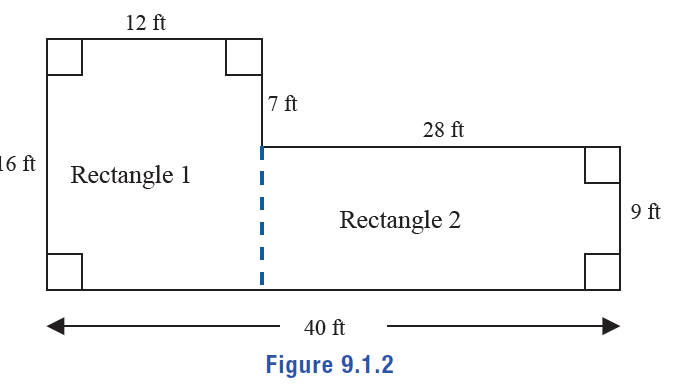 12 ft
7 ft
28 ft
16 ft
Rectangle 1
Rectangle 2
9 ft
40 ft
Figure 9.1.2